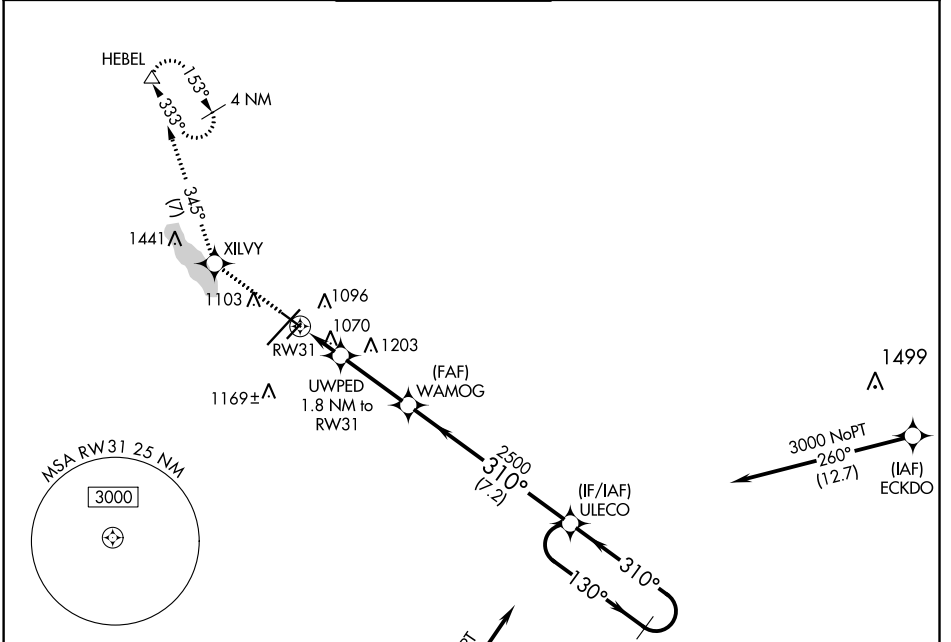 HEBEL
153°
4 NM
333°
345°
(7)
1441
XILVY
1103
1096
1070
RW31
1203
1499
UWPED
1.8 NM to
RW31
(FAF)
WAMOG
1169±
3000 NoPT
260°
(12.7)
(IAF)
ECKDO
MSA RW31 25 NM
3000
2500
310°
(7.2)
(IF/IAF)
ULECO
310°
130°